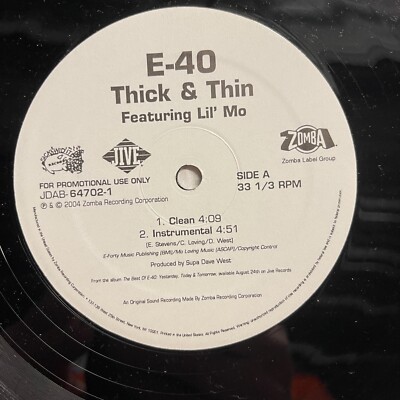 E-40
Thick & Thin
Featuring Lil' Mo
JIVE
ZOMBA
Zomba Label Group
FOR PROMOTIONAL USE ONLY
JDAB-64702-1
℗ & © 2004 Zomba Recording Corporation
SIDE A
33 1/3 RPM
1. Clean 4:09
2. Instrumental 4:51
(E. Stevens/C. Loving/D. West)
E-Forty Music Publishing (BMI)/Mo Loving Music (ASCAP)/Copyright Control
Produced by Supa Dave West
From the album The Best Of E-40: Yesterday, Today & Tomorrow, available August 24th on Jive Records
An Original Sound Recording Made By Zomba Recording Corporation